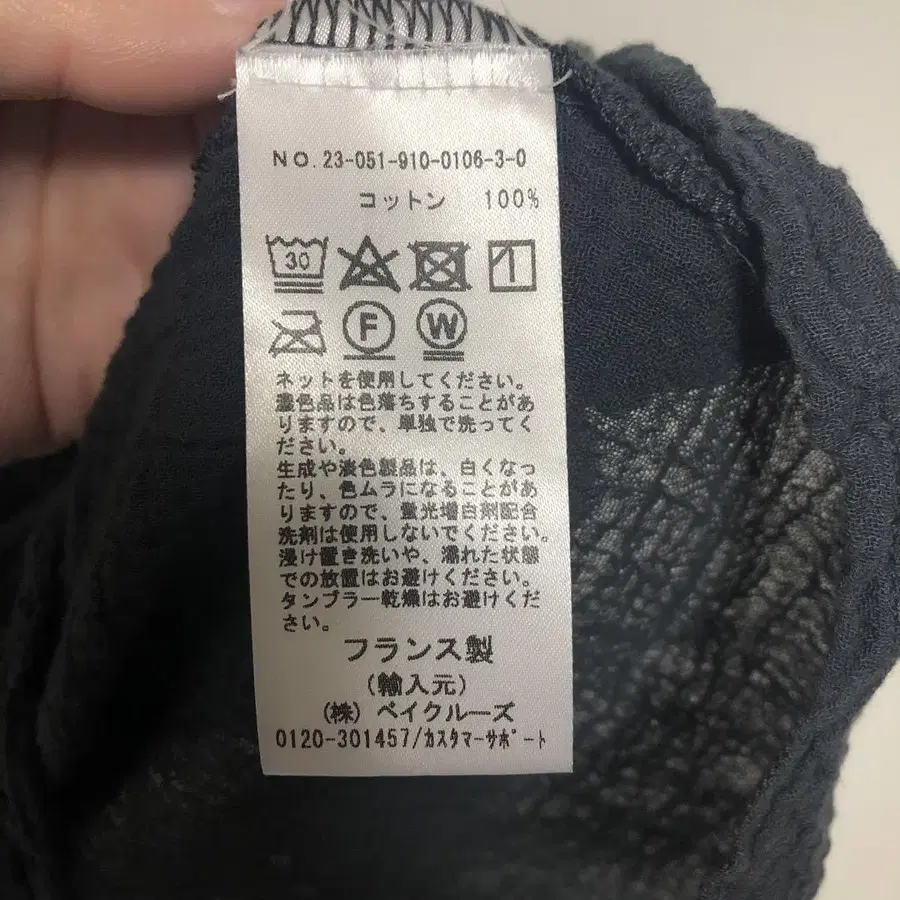 NO.23-051-910-0106-3-0
コットン 100%
30
F W
ネットを使用してください。
濃色品は色落ちすることがあ
りますので、単独で洗ってく
ださい。
生成や淡色製品は、白くなっ
たり、色ムラになることがあ
りますので、蛍光増白剤配合
洗剤は使用しないでください。
浸け置き洗いや、濡れた状態
での放置はお避けください。
タンブラー乾燥はお避けくだ
さい。
フランス製
(輸入元)
(株) ベイクルーズ
0120-301457/カスタマーサポート